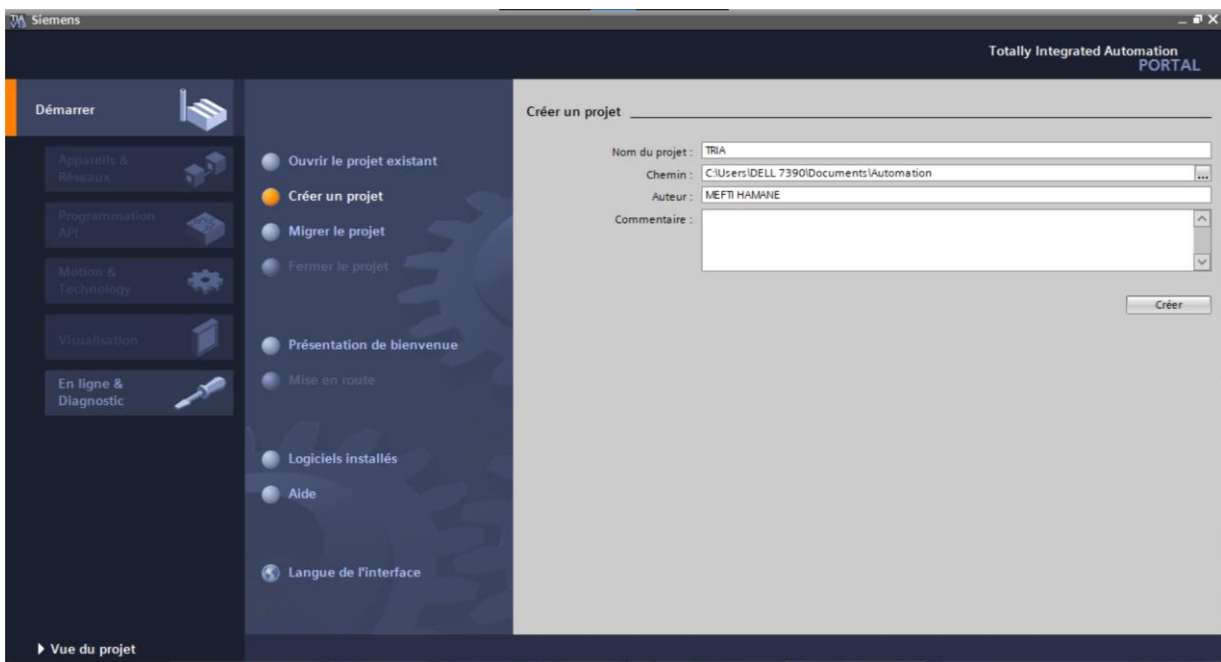 Siemens
Totally Integrated Automation
PORTAL
Démarrer
Appareils &
Réseaux
Programmation
API
Motion &
Technology
Visualisation
En ligne &
Diagnostic
Ouvrir le projet existant
Créer un projet
Migrer le projet
Fermer le projet
Présentation de bienvenue
Mise en route
Logiciels installés
Aide
Langue de l'interface
Créer un projet
Nom du projet : TRIA
Chemin : C:\Users\DELL 7390\Documents\Automation
...
Auteur : MEFTI HAMANE
Commentaire :
Créer
Vue du projet